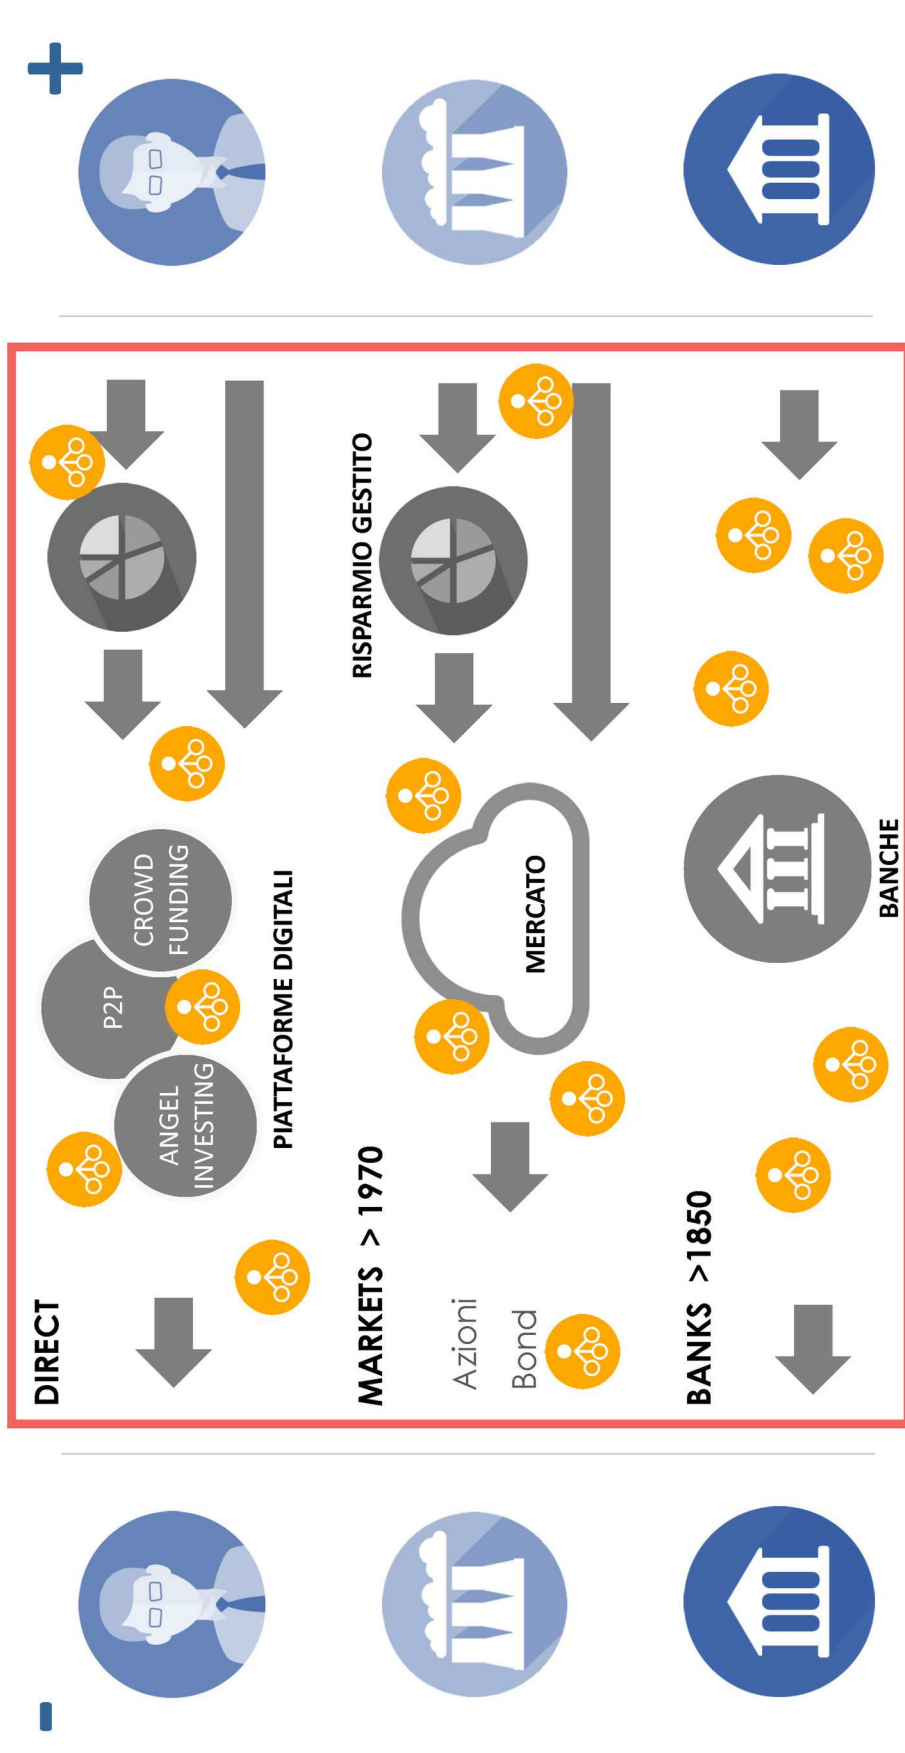 -
+
DIRECT
ANGEL
INVESTING
P2P
CROWD
FUNDING
PIATTAFORME DIGITALI
MARKETS > 1970
RISPARMIO GESTITO
Azioni
Bond
MERCATO
BANKS >1850
BANCHE